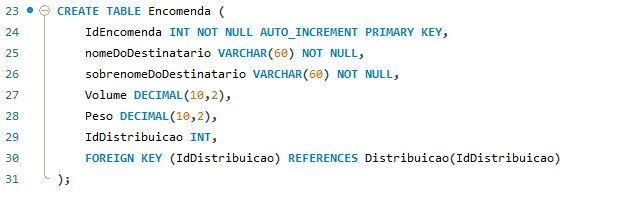 23 CREATE TABLE Encomenda (
24 IdEncomenda INT NOT NULL AUTO_INCREMENT PRIMARY KEY,
25 nomeDoDestinatario VARCHAR(60) NOT NULL,
26 sobrenomeDoDestinatario VARCHAR(60) NOT NULL,
27 Volume DECIMAL(10,2),
28 Peso DECIMAL(10,2),
29 IdDistribuicao INT,
30 FOREIGN KEY (IdDistribuicao) REFERENCES Distribuicao(IdDistribuicao)
31 );